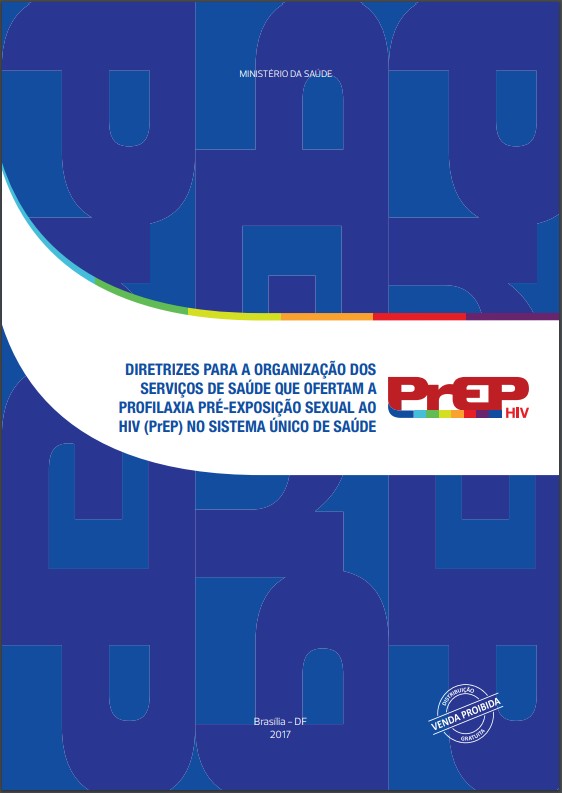 MINISTÉRIO DA SAÚDE
DIRETRIZES PARA A ORGANIZAÇÃO DOS
SERVIÇOS DE SAÚDE QUE OFERTAM A
PROFILAXIA PRÉ-EXPOSIÇÃO SEXUAL AO
HIV (PrEP) NO SISTEMA ÚNICO DE SAÚDE
PrEP
HIV
DISTRIBUIÇÃO
VENDA PROIBIDA
GRATUITA
Brasília – DF
2017